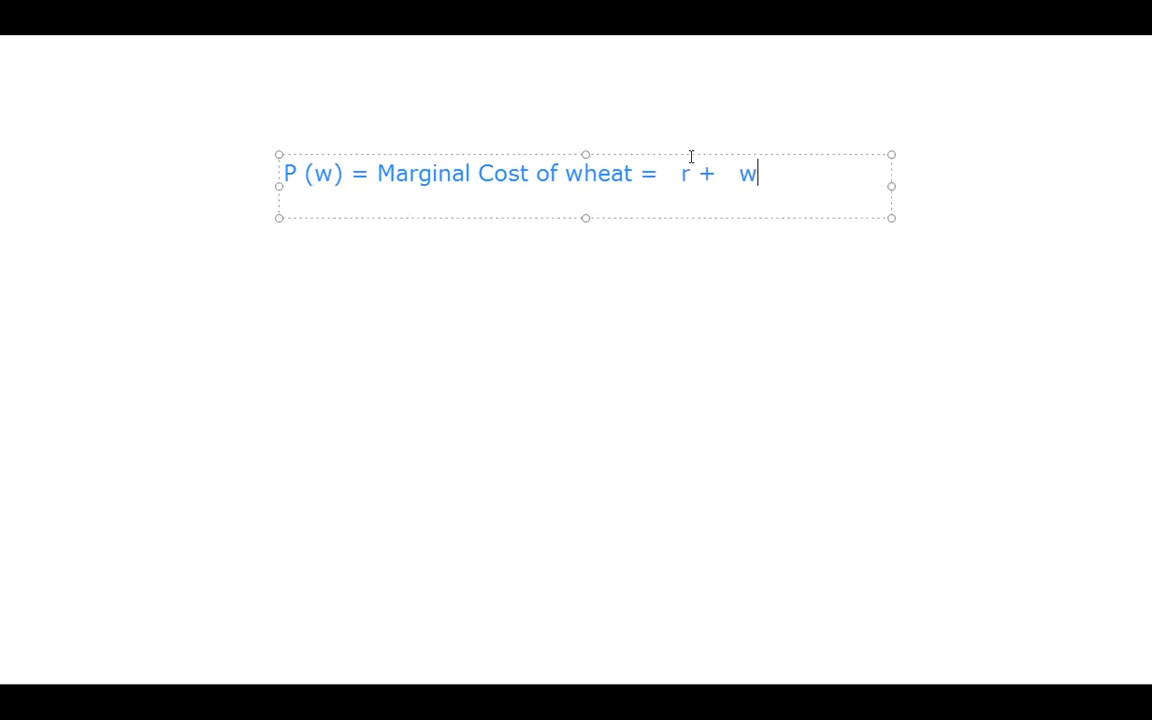 P (w) = Marginal Cost of wheat =   r +   w